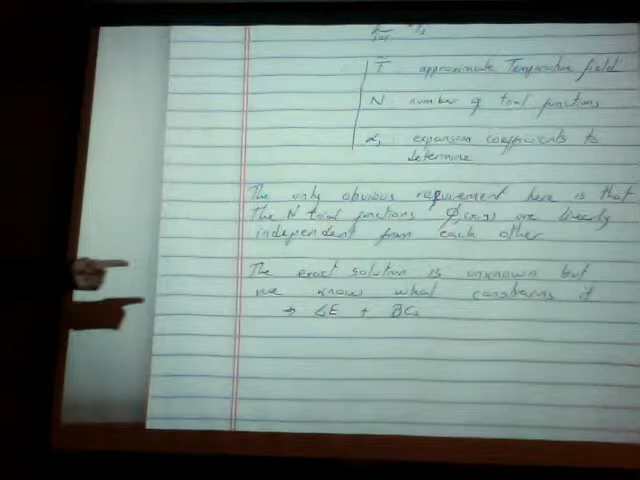 T̄ approximate Temperature field
N number of trial functions
αᵢ expansion coefficients to
determine
The only obvious requirement here is that
The N trial functions ϕᵢ(x,y) are linearly
independent from each other
The exact solution is unknown but
we know what constrains it
→ GE + BCs